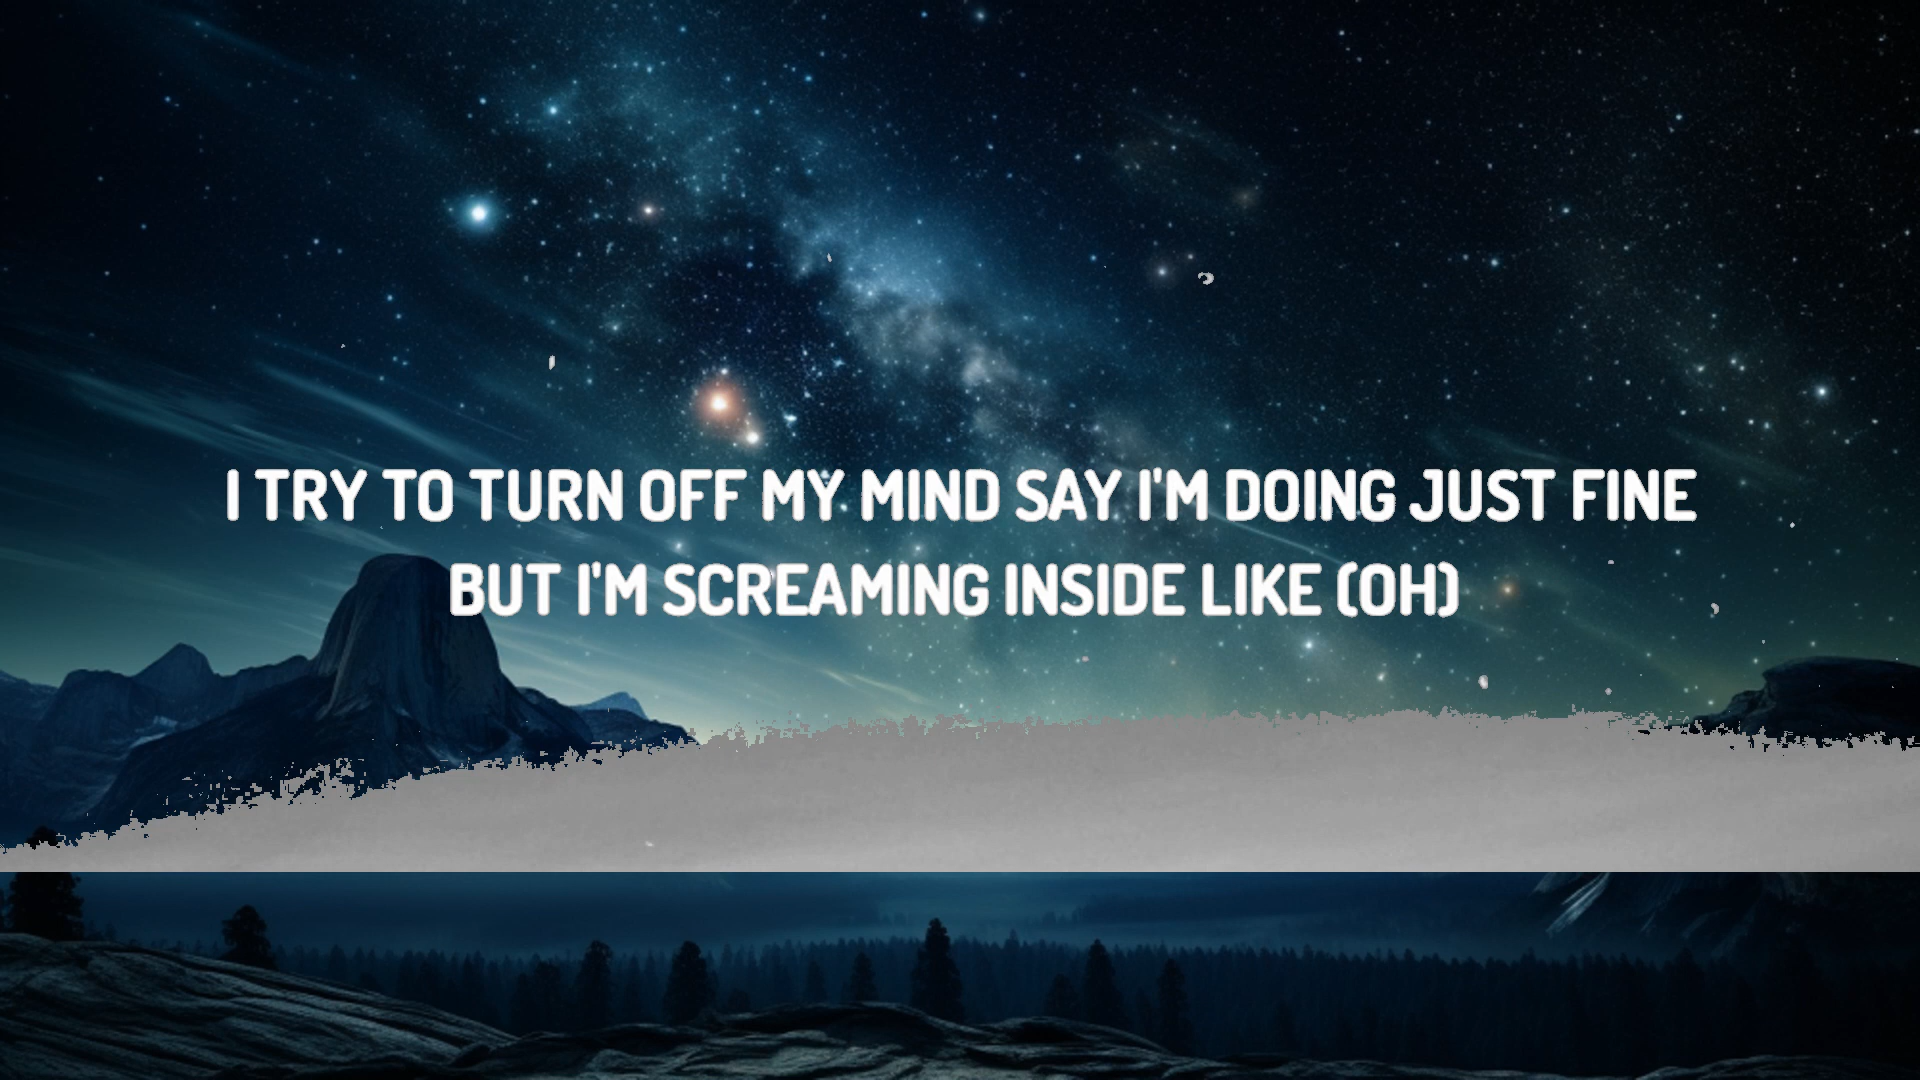 I TRY TO TURN OFF MY MIND SAY I'M DOING JUST FINE
BUT I'M SCREAMING INSIDE LIKE (OH)